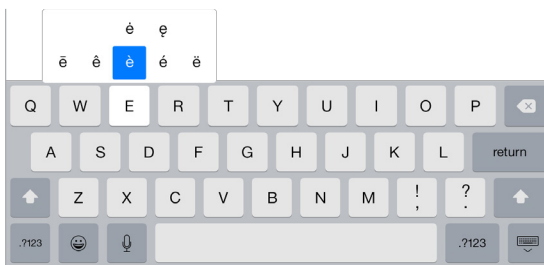 ė ę
ē ê è é ë
Q W E R T Y U I O P
A S D F G H J K L return
Z X C V B N M ! , ? .
.?123 .?123